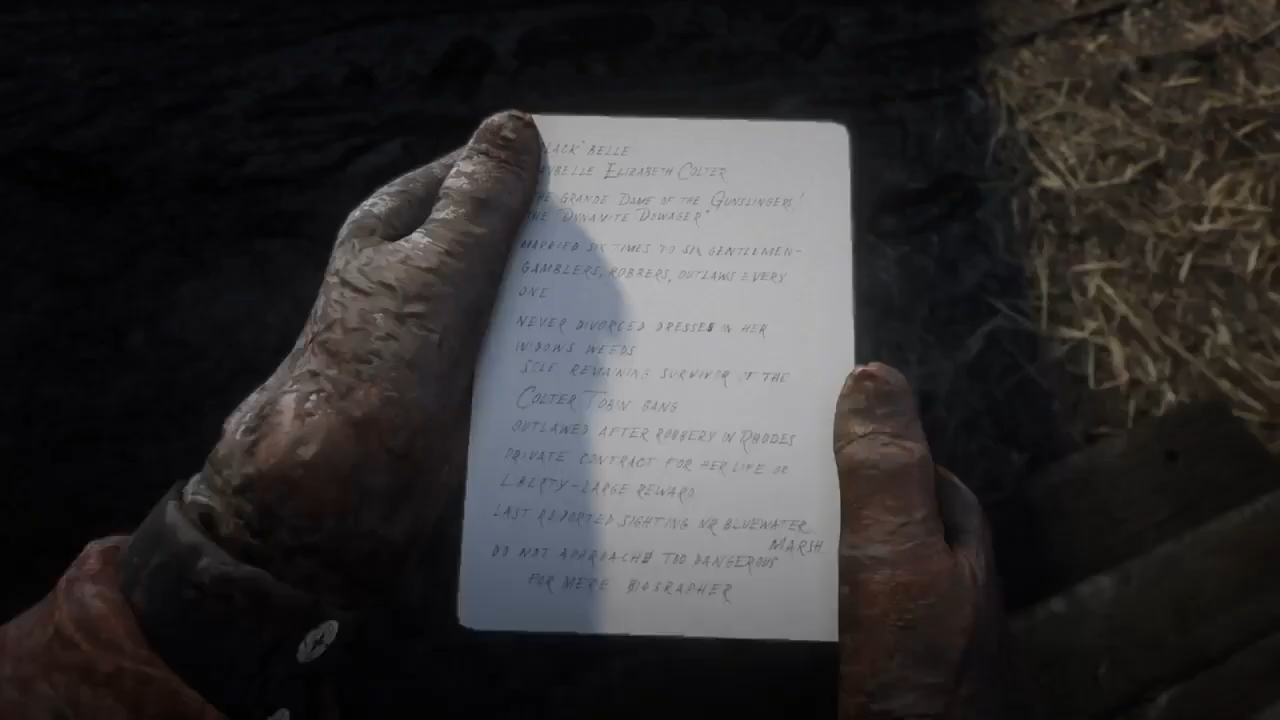 LACK" BELLE
ELIZABETH COLTER
GRANDE DAME OF THE GUNSLINGERS!
DYNAMITE DOWAGER"
MARRIED SIX TIMES TO SIX GENTLEMEN-
GAMBLERS, ROBBERS, OUTLAWS EVERY
ONE
NEVER DIVORCED DRESSES IN HER
WIDOWS WEEDS
SOLE REMAINING SURVIVOR OF THE
COLTER TOBIN GANG
OUTLAWED AFTER ROBBERY IN RHODES
PRIVATE CONTRACT FOR HER LIFE OR
LIBERTY-LARGE REWARD
LAST REPORTED SIGHTING NR BLUEWATER
MARSH
DO NOT APPROACH! TOO DANGEROUS
FOR MERE BIOGRAPHER